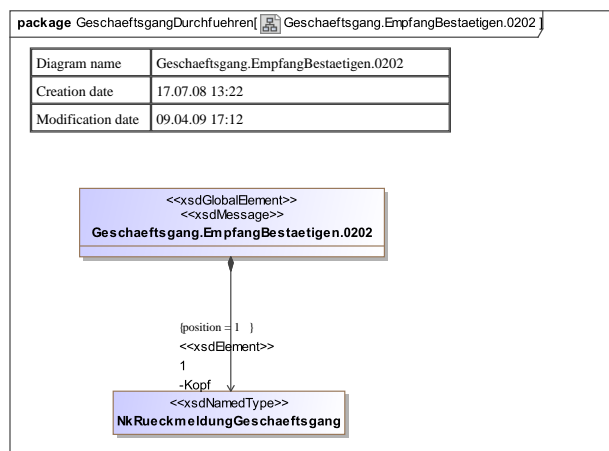 package GeschaeftsgangDurchfuehren[ Geschaeftsgang.EmpfangBestaetigen.0202 ]
Diagram name Geschaeftsgang.EmpfangBestaetigen.0202
Creation date 17.07.08 13:22
Modification date 09.04.09 17:12
<<xsdGlobalElement>>
<<xsdMessage>>
Geschaeftsgang.EmpfangBestaetigen.0202
{position = 1 }
<<xsdElement>>
1
-Kopf
<<xsdNamedType>>
NkRueckmeldungGeschaeftsgang